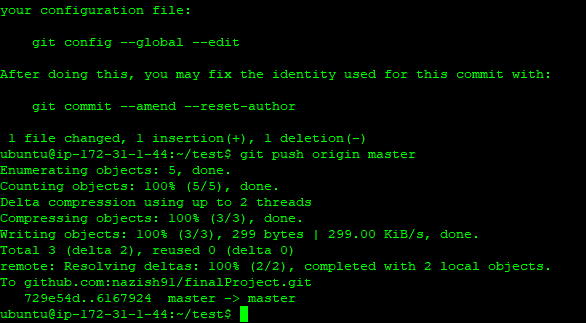 your configuration file:
git config --global --edit
After doing this, you may fix the identity used for this commit with:
git commit --amend --reset-author
1 file changed, 1 insertion(+), 1 deletion(-)
ubuntu@ip-172-31-1-44:~/test$ git push origin master
Enumerating objects: 5, done.
Counting objects: 100% (5/5), done.
Delta compression using up to 2 threads
Compressing objects: 100% (3/3), done.
Writing objects: 100% (3/3), 299 bytes | 299.00 KiB/s, done.
Total 3 (delta 2), reused 0 (delta 0)
remote: Resolving deltas: 100% (2/2), completed with 2 local objects.
To github.com:nazish91/finalProject.git
729e54d..6167924  master -> master
ubuntu@ip-172-31-1-44:~/test$